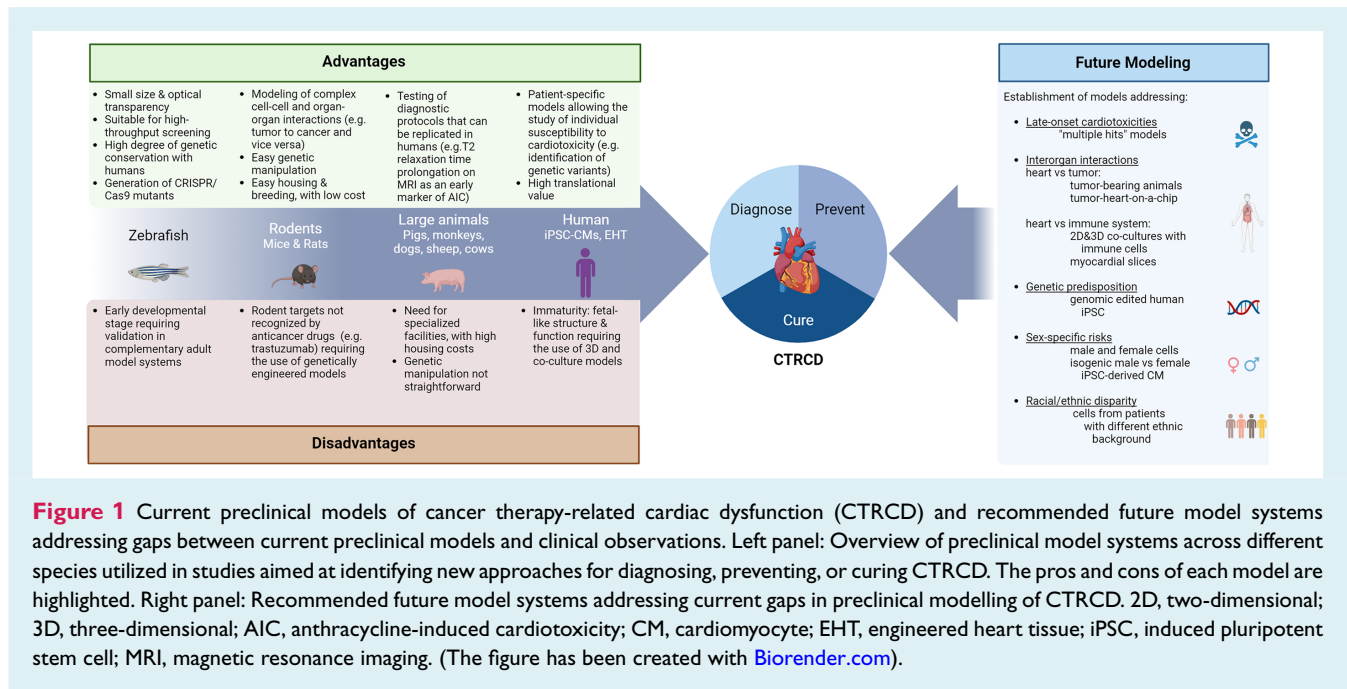 Advantages
• Small size & optical
transparency
• Suitable for high-
throughput screening
• High degree of genetic
conservation with
humans
• Generation of CRISPR/
Cas9 mutants
• Modeling of complex
cell-cell and organ-
organ interactions (e.g.
tumor to cancer and
vice versa)
• Easy genetic
manipulation
• Easy housing &
breeding, with low cost
• Testing of
diagnostic
protocols that can
be replicated in
humans (e.g.T2
relaxation time
prolongation on
MRI as an early
marker of AIC)
• Patient-specific
models allowing the
study of individual
susceptibility to
cardiotoxicity (e.g.
identification of
genetic variants)
• High translational
value
Zebrafish
Rodents
Mice & Rats
Large animals
Pigs, monkeys,
dogs, sheep, cows
Human
iPSC-CMs, EHT
• Early developmental
stage requiring
validation in
complementary adult
model systems
• Rodent targets not
recognized by
anticancer drugs (e.g.
trastuzumab) requiring
the use of genetically
engineered models
• Need for
specialized
facilities, with high
housing costs
• Genetic
manipulation not
straightforward
• Immaturity: fetal-
like structure &
function requiring
the use of 3D and
co-culture models
Disadvantages
Diagnose
Prevent
Cure
CTRCD
Future Modeling
Establishment of models addressing:
• Late-onset cardiotoxicities
"multiple hits" models
• Interorgan interactions
heart vs tumor:
tumor-bearing animals
tumor-heart-on-a-chip
heart vs immune system:
2D&3D co-cultures with
immune cells
myocardial slices
• Genetic predisposition
genomic edited human
iPSC
• Sex-specific risks
male and female cells
isogenic male vs female
iPSC-derived CM
• Racial/ethnic disparity
cells from patients
with different ethnic
background
Figure 1 Current preclinical models of cancer therapy-related cardiac dysfunction (CTRCD) and recommended future model systems
addressing gaps between current preclinical models and clinical observations. Left panel: Overview of preclinical model systems across different
species utilized in studies aimed at identifying new approaches for diagnosing, preventing, or curing CTRCD. The pros and cons of each model are
highlighted. Right panel: Recommended future model systems addressing current gaps in preclinical modelling of CTRCD. 2D, two-dimensional;
3D, three-dimensional; AIC, anthracycline-induced cardiotoxicity; CM, cardiomyocyte; EHT, engineered heart tissue; iPSC, induced pluripotent
stem cell; MRI, magnetic resonance imaging. (The figure has been created with Biorender.com).